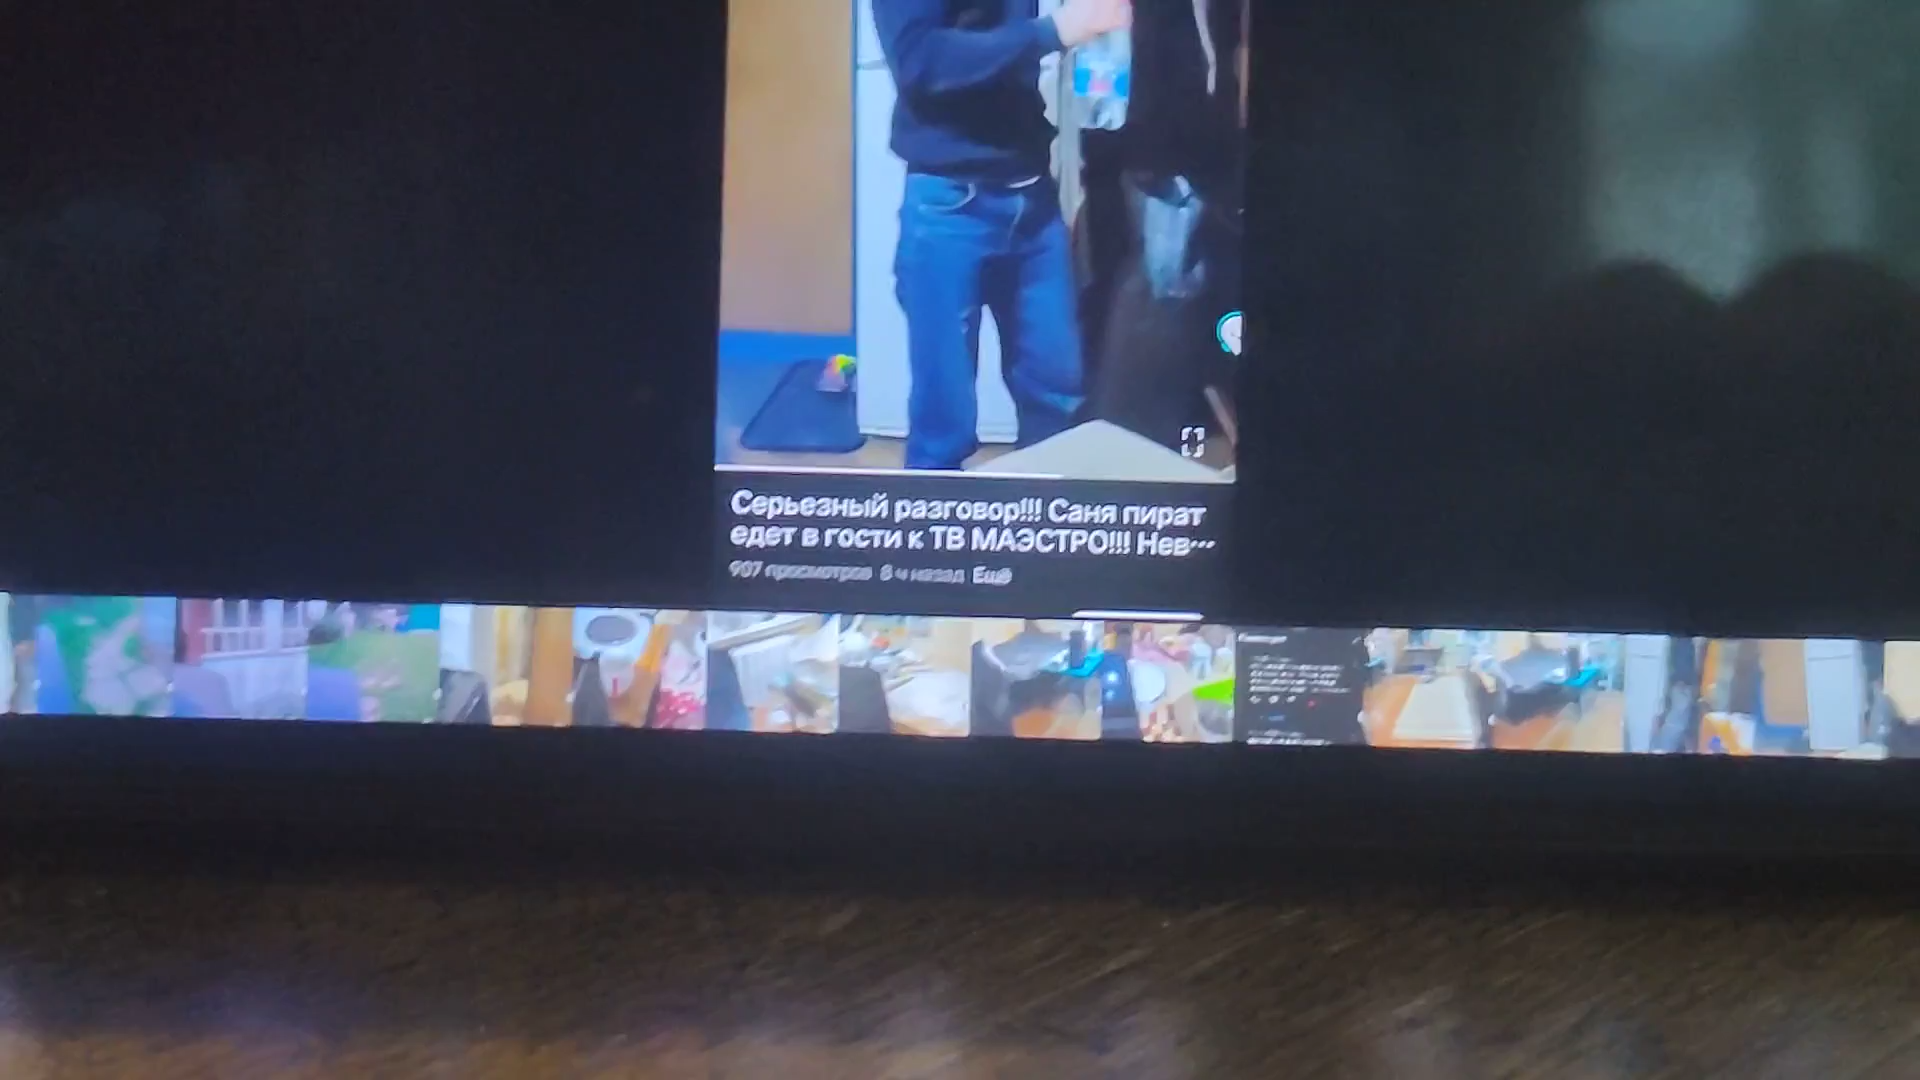 Серьезный разговор!!! Саня пират
едет в гости к ТВ МАЭСТРО!!! Нев...
907 просмотров 8 ч назад Ещё